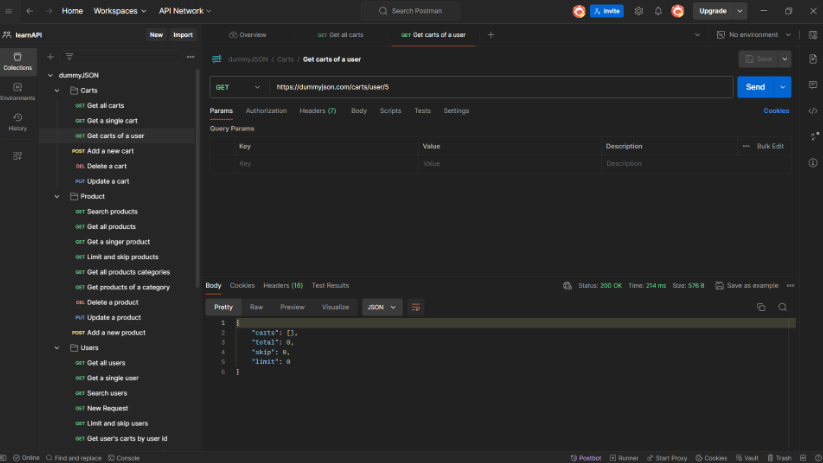 Home Workspaces API Network Search Postman Invite Upgrade
learnAPI New Import Overview GET Get all carts GET Get carts of a user No environment
Collections
Environments
History
dummyJSON
Carts
GET Get all carts
GET Get a single cart
GET Get carts of a user
POST Add a new cart
DEL Delete a cart
PUT Update a cart
Product
GET Search products
GET Get all products
GET Get a singer product
GET Limit and skip products
GET Get all products categories
GET Get products of a category
DEL Delete a product
PUT Update a product
POST Add a new product
Users
GET Get all users
GET Get a single user
GET Search users
GET New Request
GET Limit and skip users
GET Get user's carts by user id
dummyJSON / Carts / Get carts of a user Save
GET https://dummyjson.com/carts/user/5 Send
Params Authorization Headers (7) Body Scripts Tests Settings Cookies
Query Params
Key Value Description Bulk Edit
Key Value Description
Body Cookies Headers (16) Test Results Status: 200 OK Time: 214 ms Size: 576 B Save as example
Pretty Raw Preview Visualize JSON
1 {
2 "carts": [],
3 "total": 0,
4 "skip": 0,
5 "limit": 0
6 }
Online Find and replace Console Postbot Runner Start Proxy Cookies Vault Trash